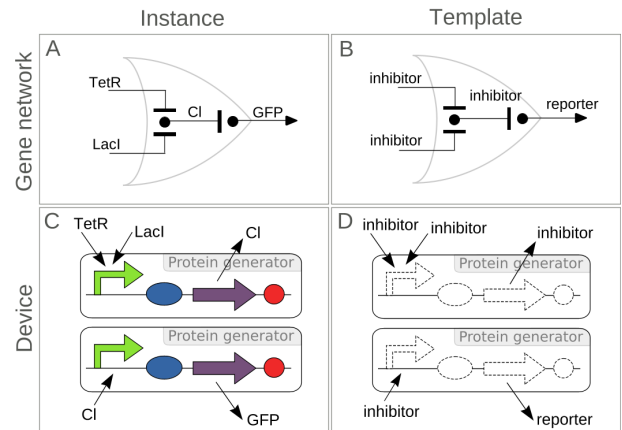 Instance
Template
Gene network
A
TetR
CI
GFP
LacI
B
inhibitor
inhibitor
reporter
inhibitor
Device
C
TetR
LacI
CI
Protein generator
Protein generator
CI
GFP
D
inhibitor
inhibitor
inhibitor
Protein generator
Protein generator
inhibitor
reporter